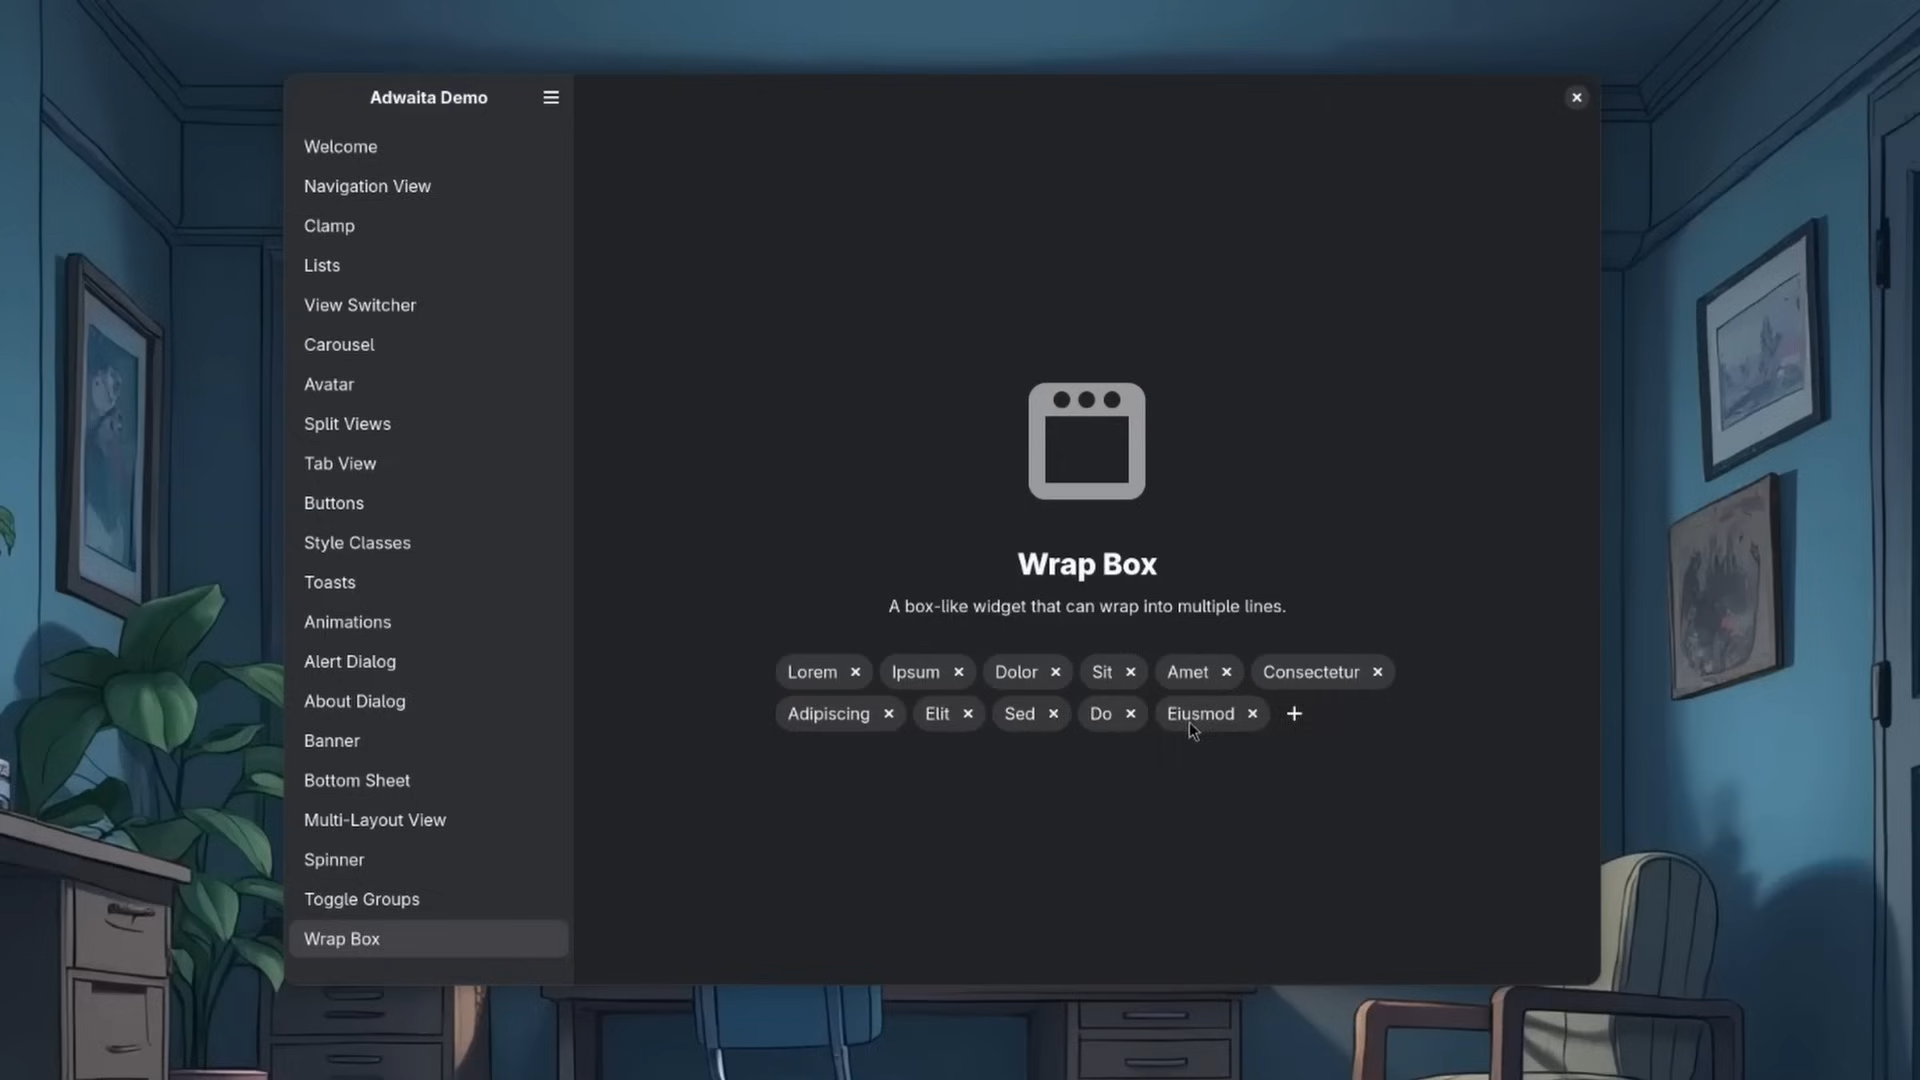 Adwaita Demo
Welcome
Navigation View
Clamp
Lists
View Switcher
Carousel
Avatar
Split Views
Tab View
Buttons
Style Classes
Toasts
Animations
Alert Dialog
About Dialog
Banner
Bottom Sheet
Multi-Layout View
Spinner
Toggle Groups
Wrap Box
Wrap Box
A box-like widget that can wrap into multiple lines.
Lorem Ipsum Dolor Sit Amet Consectetur
Adipiscing Elit Sed Do Eiusmod